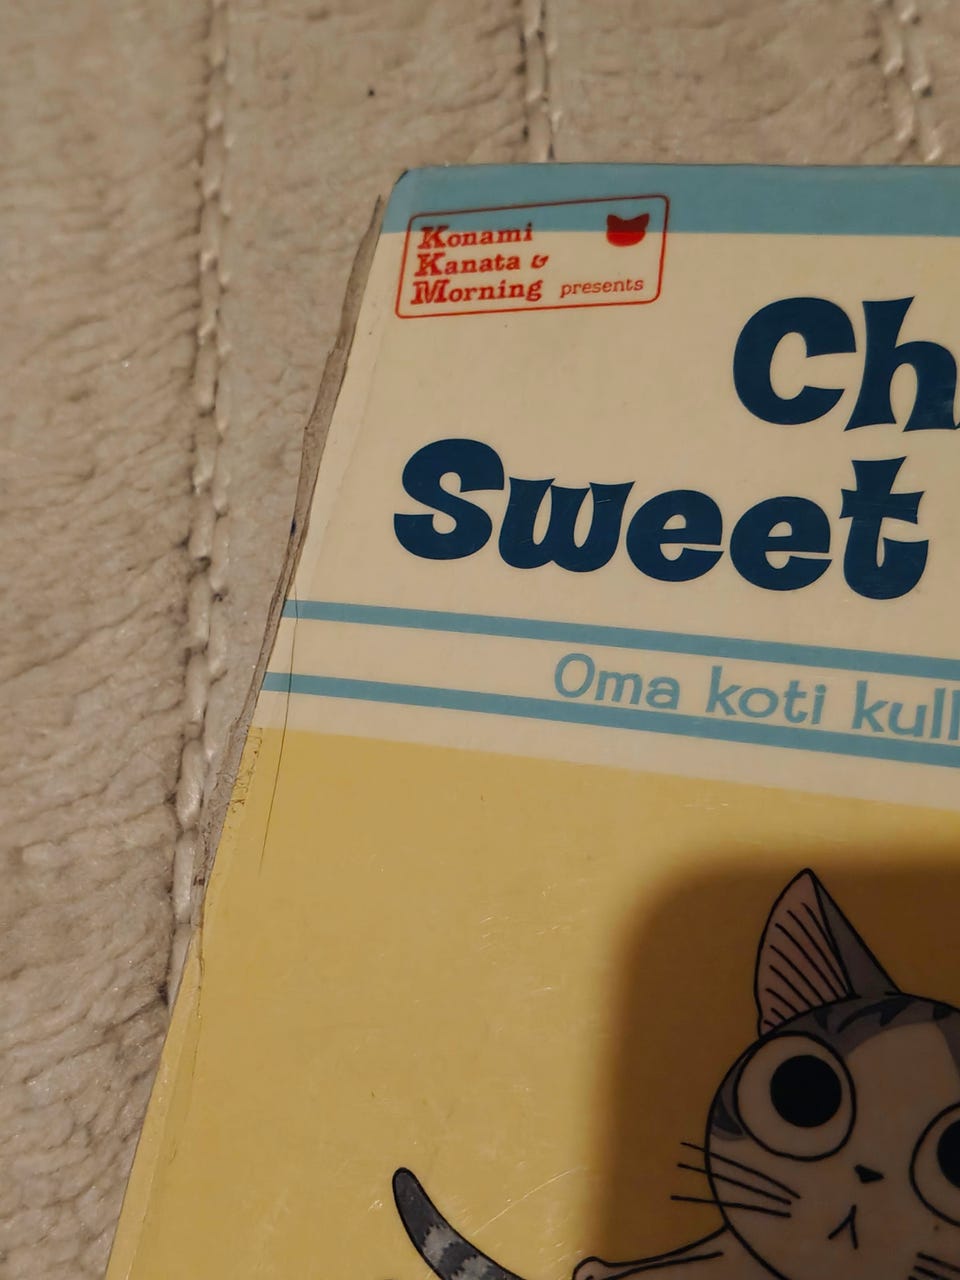 Konami
Kanata &
Morning presents
Ch
Sweet
Oma koti kull